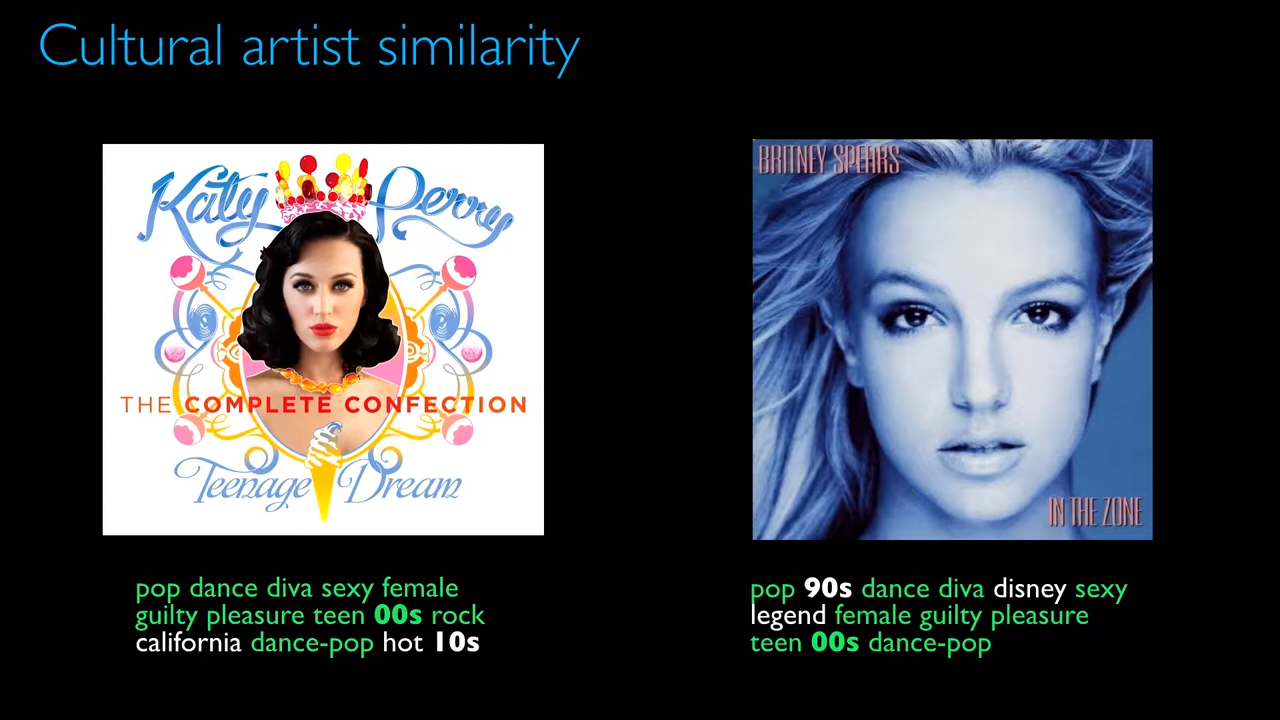 Cultural artist similarity
Katy Perry
THE COMPLETE CONFECTION
Teenage Dream
pop dance diva sexy female
guilty pleasure teen 00s rock
california dance-pop hot 10s
BRITNEY SPEARS
IN THE ZONE
pop 90s dance diva disney sexy
legend female guilty pleasure
teen 00s dance-pop